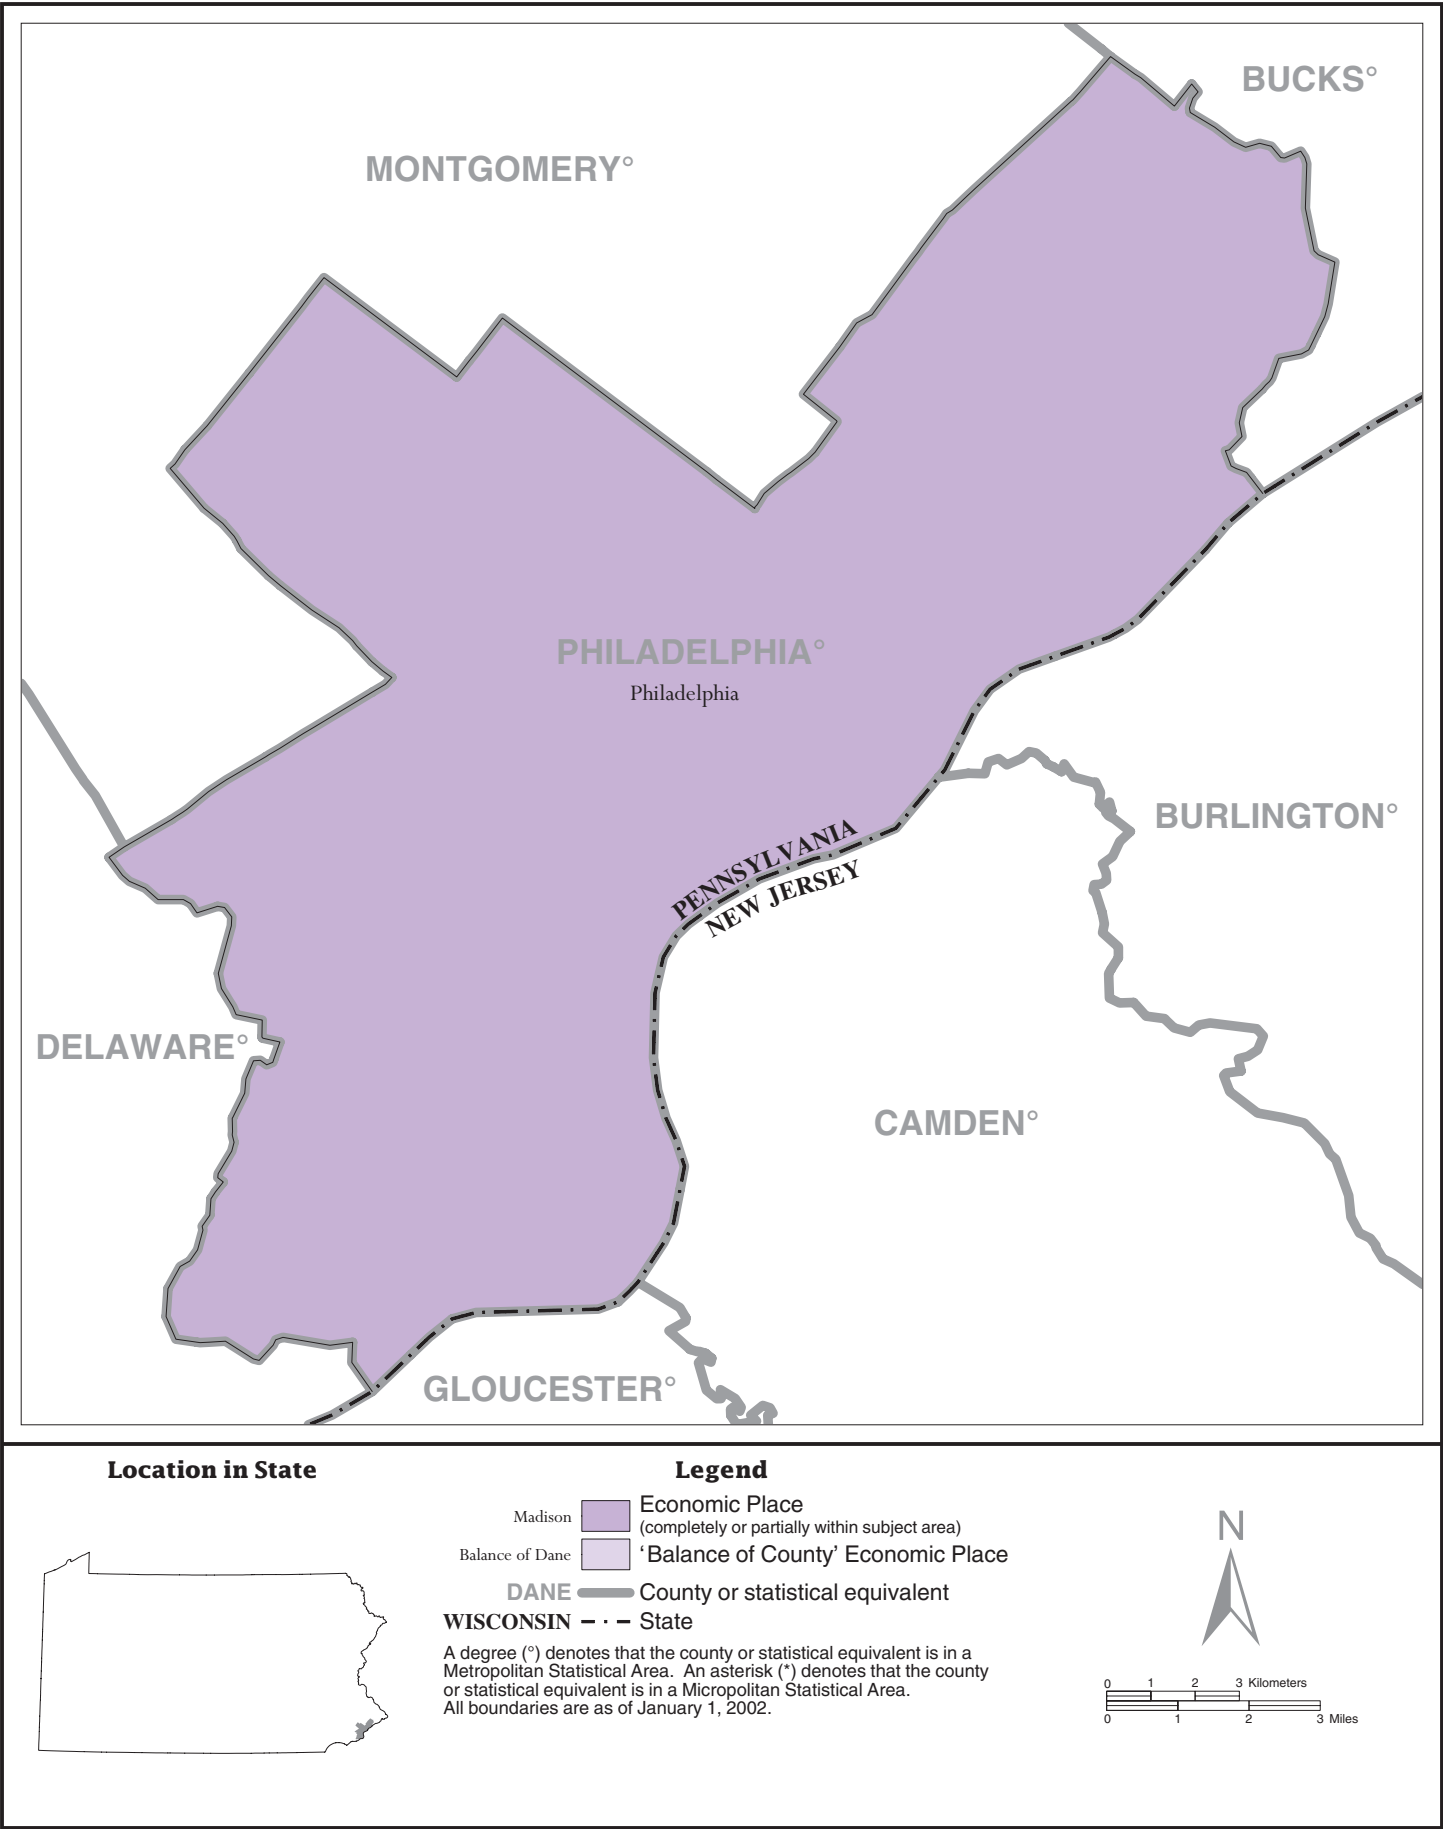 BUCKS°
MONTGOMERY°
PHILADELPHIA°
Philadelphia
BURLINGTON°
PENNSYLVANIA
NEW JERSEY
DELAWARE°
CAMDEN°
GLOUCESTER°
Location in State
Legend
Madison
Economic Place
(completely or partially within subject area)
Balance of Dane
‘Balance of County’ Economic Place
DANE
County or statistical equivalent
WISCONSIN
State
A degree (°) denotes that the county or statistical equivalent is in a
Metropolitan Statistical Area.  An asterisk (*) denotes that the county
or statistical equivalent is in a Micropolitan Statistical Area.
All boundaries are as of January 1, 2002.
N
0 1 2 3 Kilometers
0 1 2 3 Miles